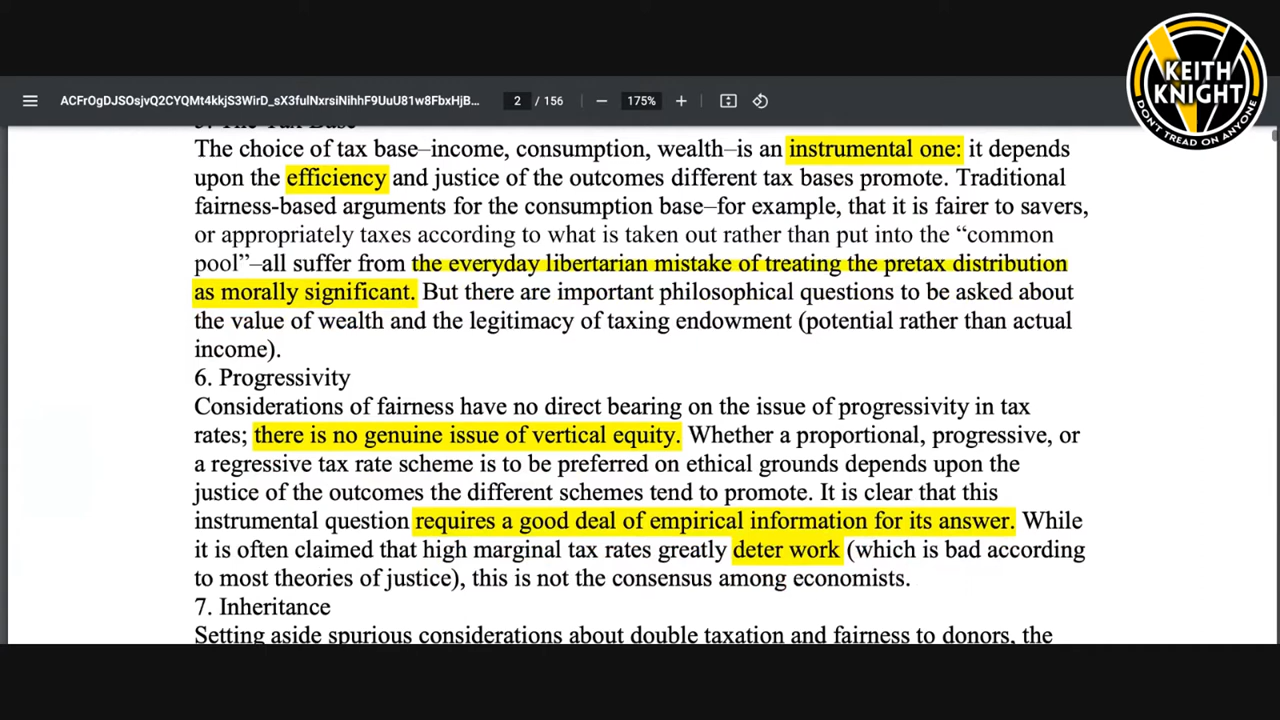 KEITH
KNIGHT
DON'T TREAD ON ANYONE
ACFrOgDJSOsjvQ2CYQMt4kkjS3WirD_sX3fulNxrsiNihhF9UuU81w8FbxHjB...
2 / 156
175%
5. The Tax Base
The choice of tax base–income, consumption, wealth–is an instrumental one: it depends
upon the efficiency and justice of the outcomes different tax bases promote. Traditional
fairness-based arguments for the consumption base–for example, that it is fairer to savers,
or appropriately taxes according to what is taken out rather than put into the “common
pool”–all suffer from the everyday libertarian mistake of treating the pretax distribution
as morally significant. But there are important philosophical questions to be asked about
the value of wealth and the legitimacy of taxing endowment (potential rather than actual
income).
6. Progressivity
Considerations of fairness have no direct bearing on the issue of progressivity in tax
rates; there is no genuine issue of vertical equity. Whether a proportional, progressive, or
a regressive tax rate scheme is to be preferred on ethical grounds depends upon the
justice of the outcomes the different schemes tend to promote. It is clear that this
instrumental question requires a good deal of empirical information for its answer. While
it is often claimed that high marginal tax rates greatly deter work (which is bad according
to most theories of justice), this is not the consensus among economists.
7. Inheritance
Setting aside spurious considerations about double taxation and fairness to donors, the